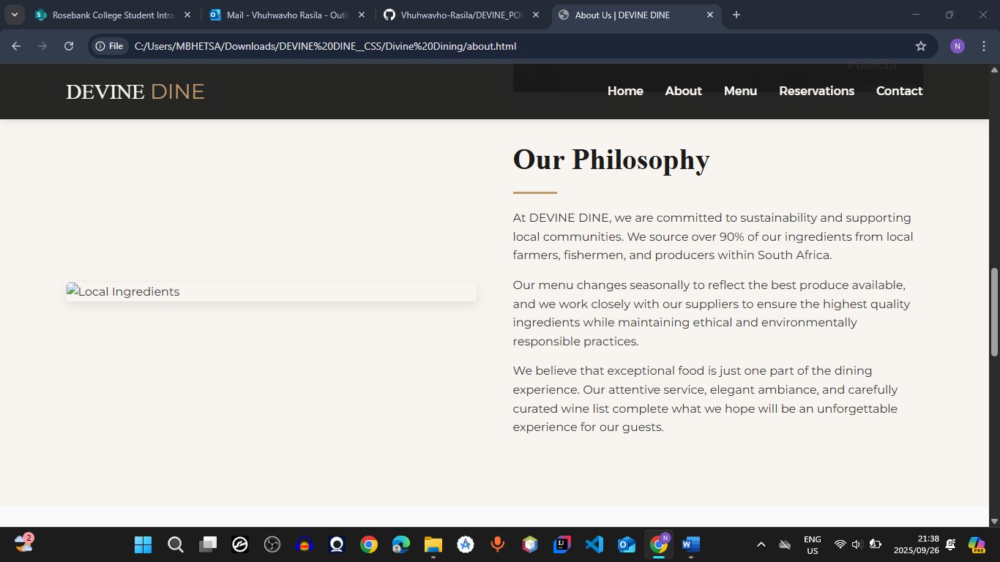 Rosebank College Student Intra
Mail - Vhuhwavho Rasila - Outl
Vhuhwavho-Rasila/DEVINE_POE
About Us | DEVINE DINE
File
C:/Users/MBHETSA/Downloads/DEVINE%20DINE__CSS/Divine%20Dining/about.html
N
Pixelcut
DEVINE DINE
Home
About
Menu
Reservations
Contact
Our Philosophy
At DEVINE DINE, we are committed to sustainability and supporting
local communities. We source over 90% of our ingredients from local
farmers, fishermen, and producers within South Africa.
Local Ingredients
Our menu changes seasonally to reflect the best produce available,
and we work closely with our suppliers to ensure the highest quality
ingredients while maintaining ethical and environmentally
responsible practices.
We believe that exceptional food is just one part of the dining
experience. Our attentive service, elegant ambiance, and carefully
curated wine list complete what we hope will be an unforgettable
experience for our guests.
2
N
ENG
US
21:38
2025/09/26
PRE